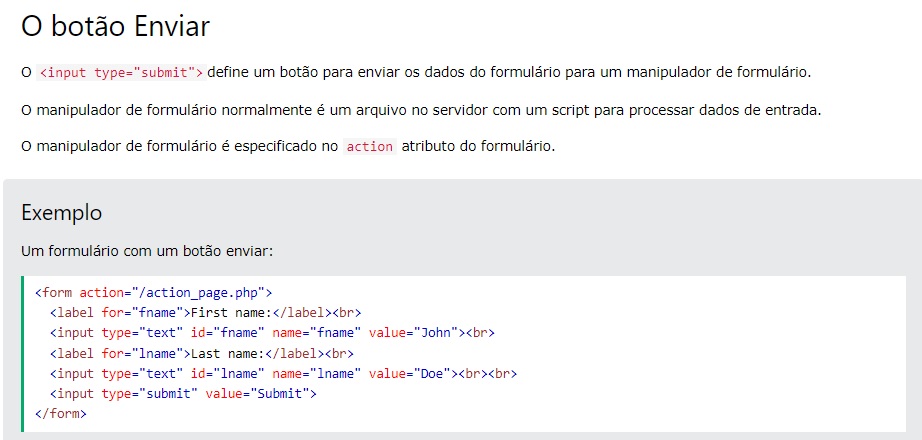 O botão Enviar
O <input type="submit"> define um botão para enviar os dados do formulário para um manipulador de formulário.
O manipulador de formulário normalmente é um arquivo no servidor com um script para processar dados de entrada.
O manipulador de formulário é especificado no action atributo do formulário.
Exemplo
Um formulário com um botão enviar:
<form action="/action_page.php">
  <label for="fname">First name:</label><br>
  <input type="text" id="fname" name="fname" value="John"><br>
  <label for="lname">Last name:</label><br>
  <input type="text" id="lname" name="lname" value="Doe"><br><br>
  <input type="submit" value="Submit">
</form>